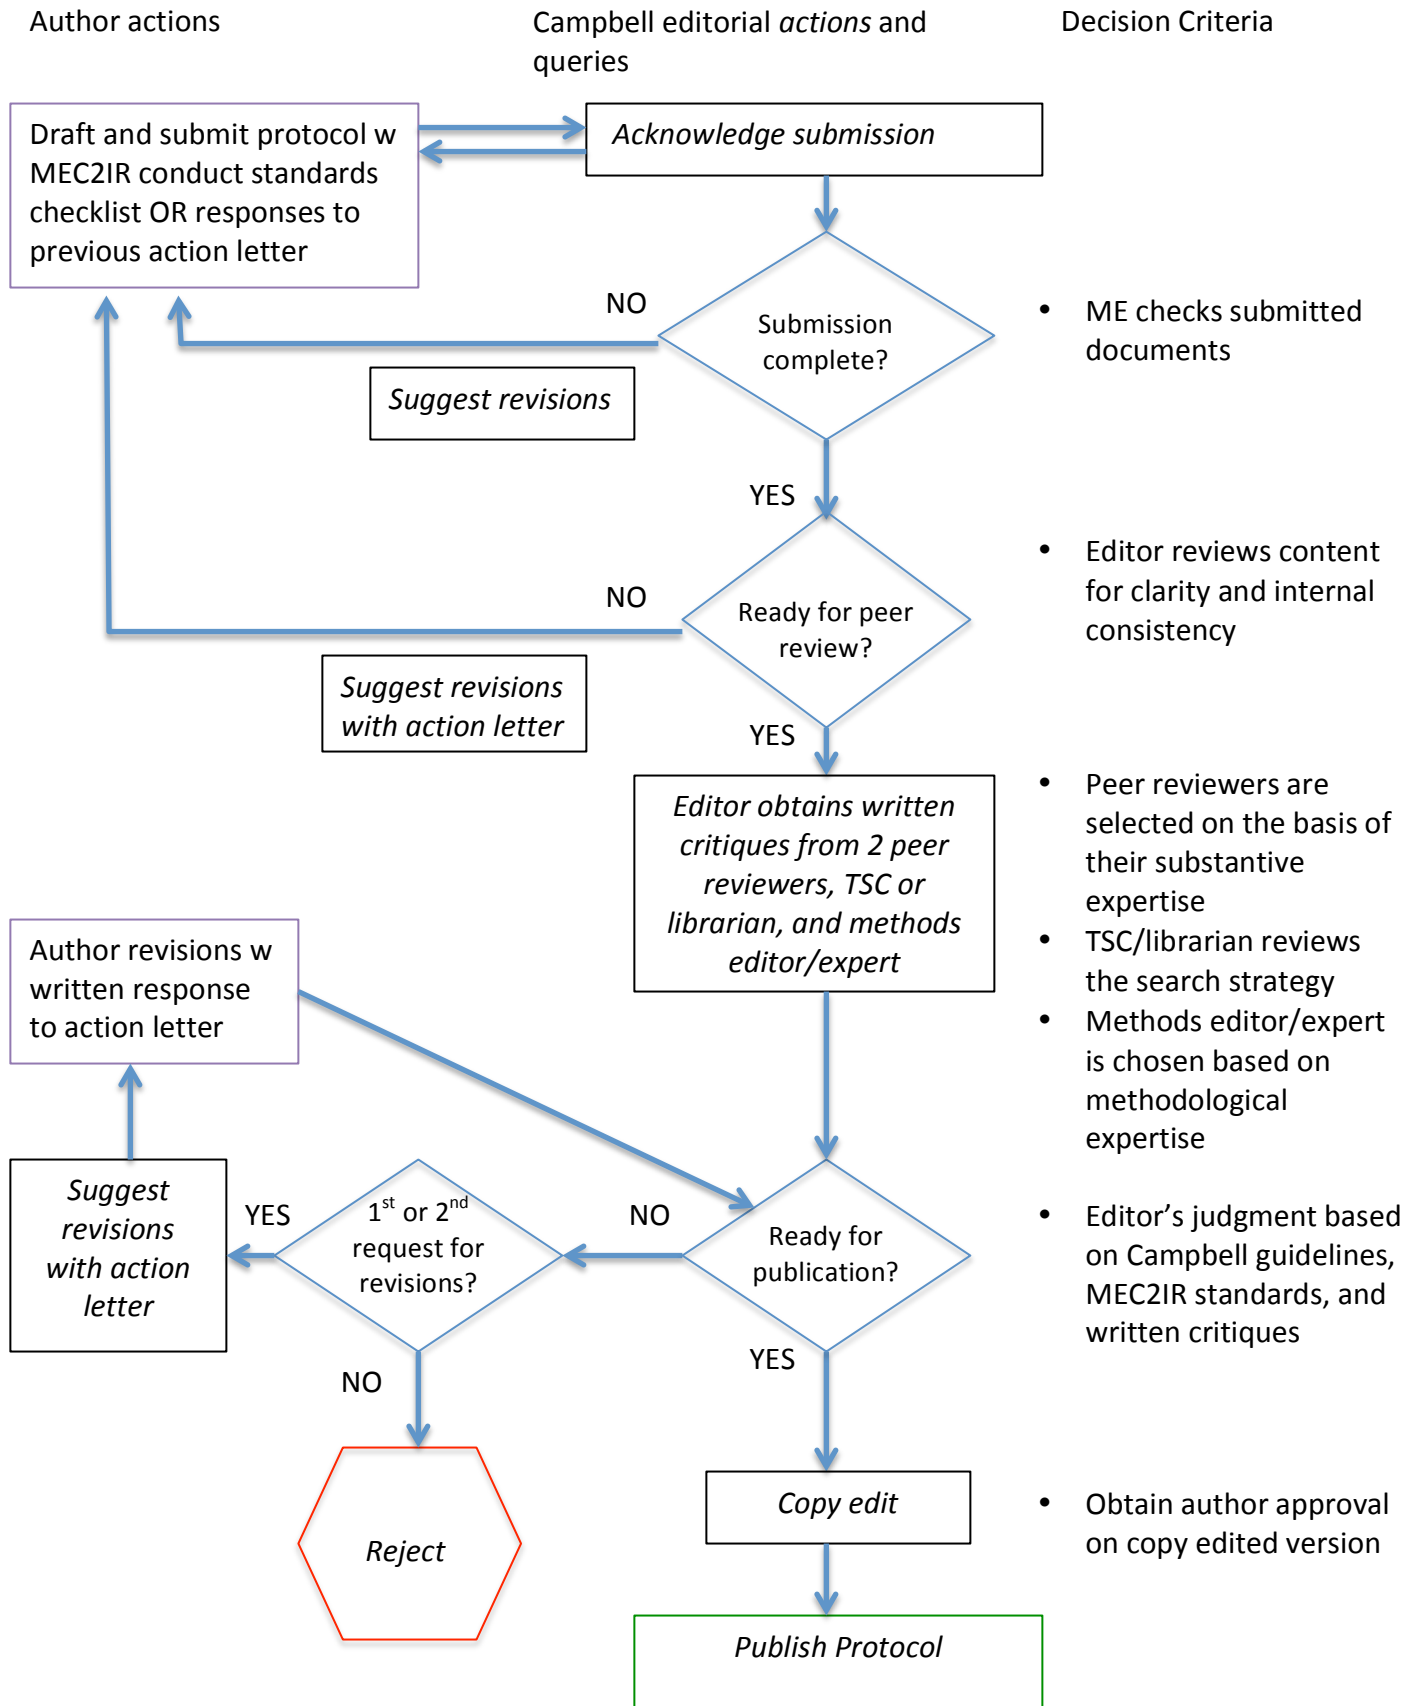 Author actions
Campbell editorial actions and
queries
Decision Criteria
Draft and submit protocol w
MEC2IR conduct standards
checklist OR responses to
previous action letter
Acknowledge submission
NO
Submission
complete?
• ME checks submitted
documents
Suggest revisions
YES
• Editor reviews content
for clarity and internal
consistency
NO
Ready for peer
review?
Suggest revisions
with action letter
YES
Editor obtains written
critiques from 2 peer
reviewers, TSC or
librarian, and methods
editor/expert
• Peer reviewers are
selected on the basis of
their substantive
expertise
• TSC/librarian reviews
the search strategy
• Methods editor/expert
is chosen based on
methodological
expertise
Author revisions w
written response
to action letter
Suggest
revisions
with action
letter
YES
1st or 2nd
request for
revisions?
NO
Ready for
publication?
• Editor’s judgment based
on Campbell guidelines,
MEC2IR standards, and
written critiques
NO
YES
Reject
Copy edit
• Obtain author approval
on copy edited version
Publish Protocol